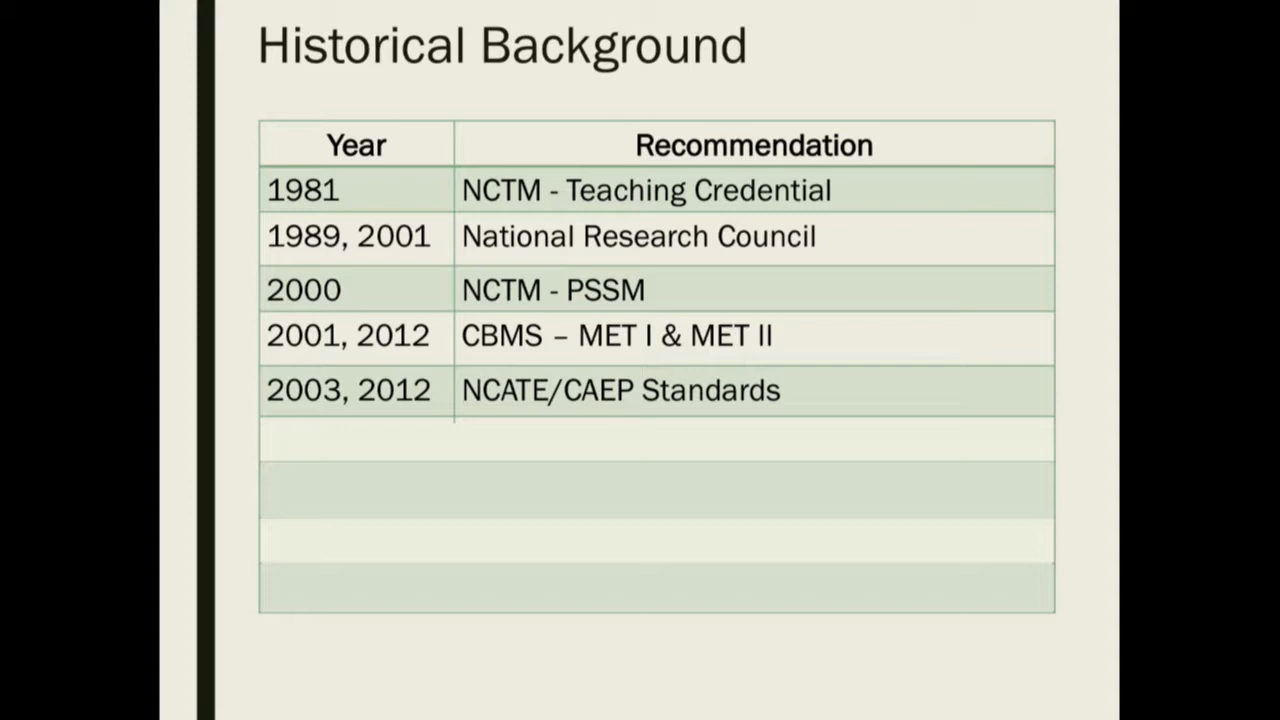 Historical Background
Year Recommendation
1981 NCTM - Teaching Credential
1989, 2001 National Research Council
2000 NCTM - PSSM
2001, 2012 CBMS – MET I & MET II
2003, 2012 NCATE/CAEP Standards